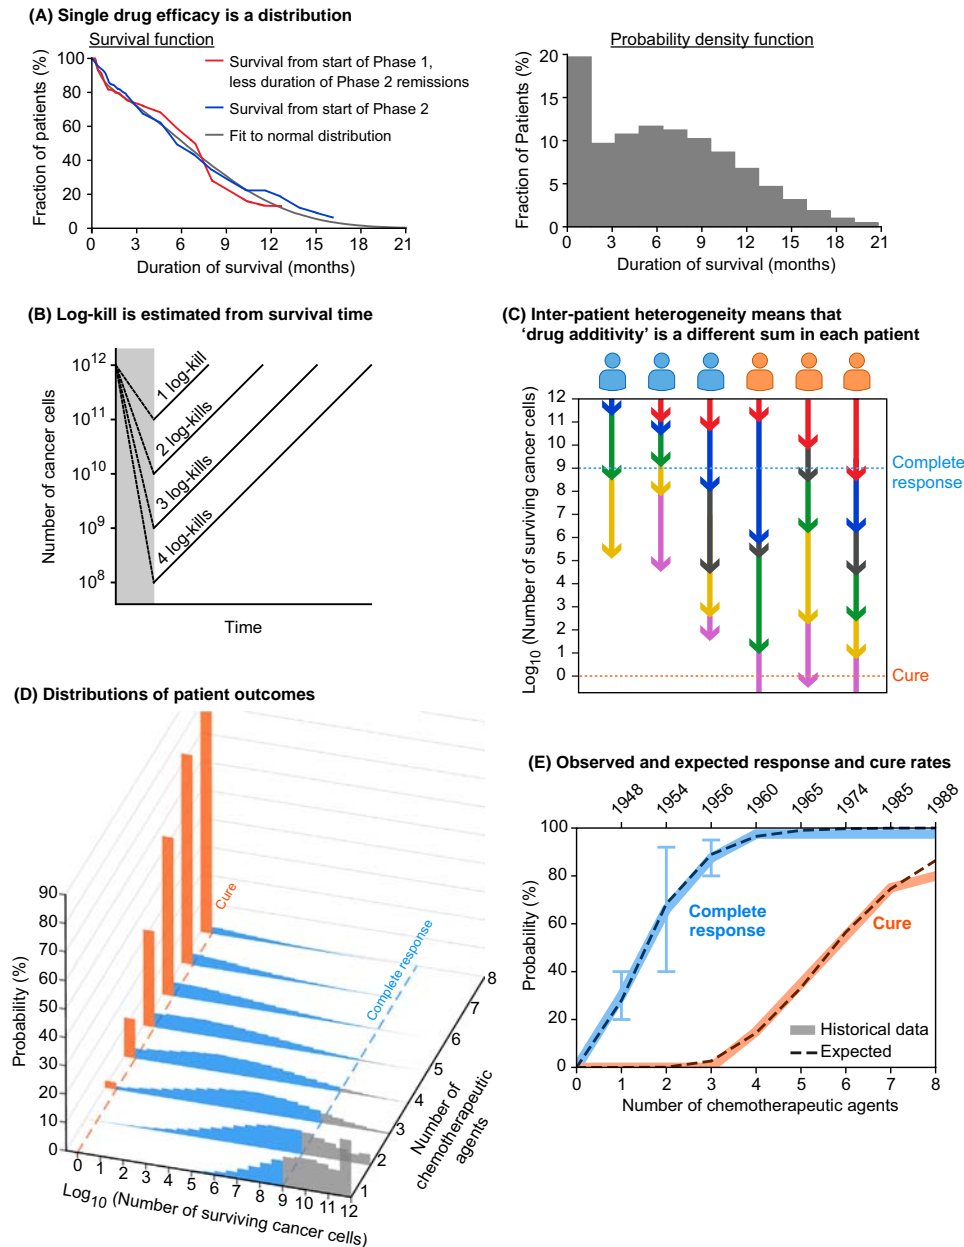 (A) Single drug efficacy is a distribution
Survival function
Fraction of patients (%)
100
80
60
40
20
0
0 3 6 9 12 15 18 21
Duration of survival (months)
Survival from start of Phase 1,
less duration of Phase 2 remissions
Survival from start of Phase 2
Fit to normal distribution
Probability density function
Fraction of Patients (%)
20
15
10
5
0
0 3 6 9 12 15 18 21
Duration of survival (months)
(B) Log-kill is estimated from survival time
Number of cancer cells
10¹²
10¹¹
10¹⁰
10⁹
10⁸
1 log-kill
2 log-kills
3 log-kills
4 log-kills
Time
(C) Inter-patient heterogeneity means that
‘drug additivity’ is a different sum in each patient
Log₁₀ (Number of surviving cancer cells)
12
11
10
9
8
7
6
5
4
3
2
1
0
Complete
response
Cure
(D) Distributions of patient outcomes
Probability (%)
90
80
70
60
50
40
30
20
10
0
Cure
Complete response
0 1 2 3 4 5 6 7 8 9 10 11 12
Log₁₀ (Number of surviving cancer cells)
1 2 3 4 5 6 7 8
Number of
chemotherapeutic
agents
(E) Observed and expected response and cure rates
1948 1954 1956 1960 1965 1974 1985 1988
Probability (%)
100
80
60
40
20
0
Complete
response
Cure
Historical data
Expected
0 1 2 3 4 5 6 7 8
Number of chemotherapeutic agents